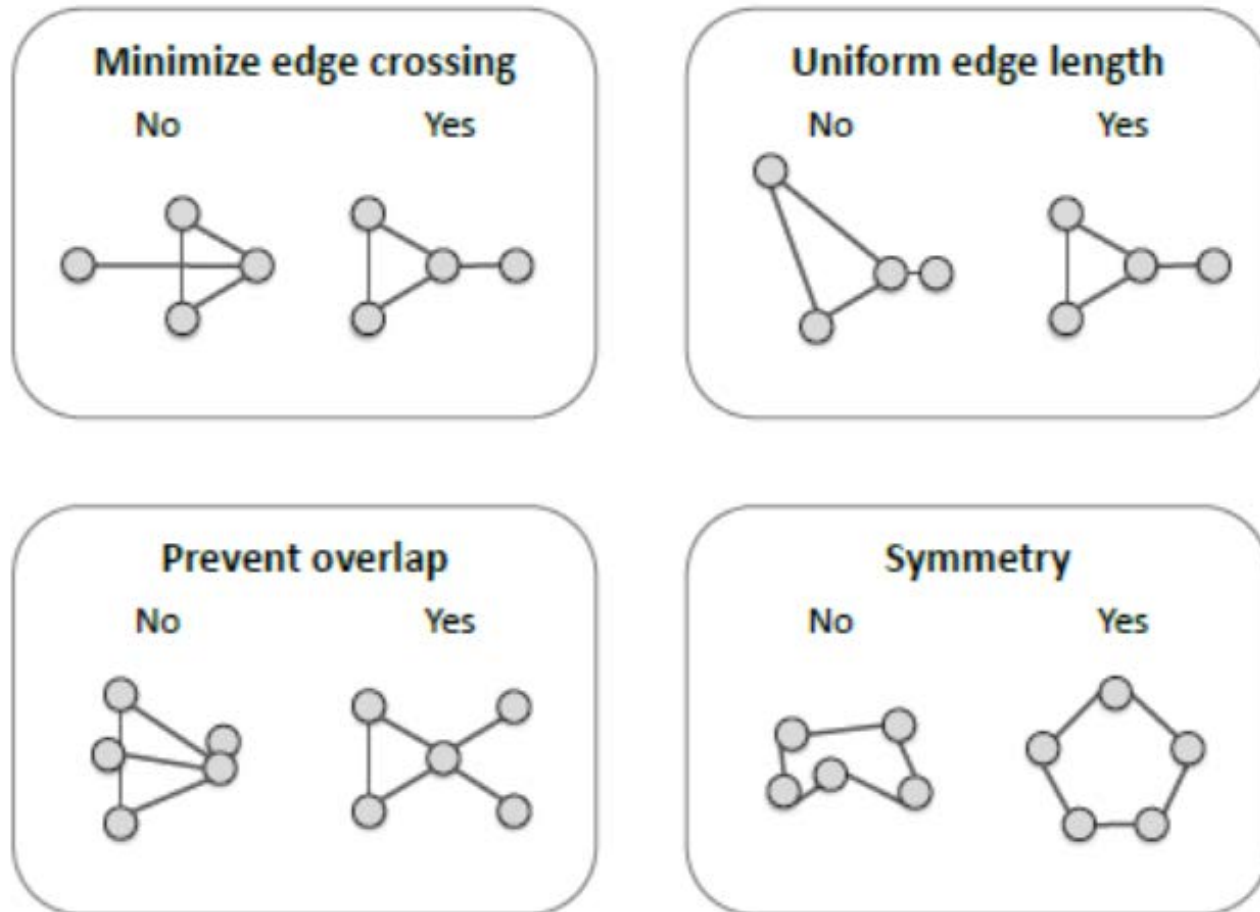 Minimize edge crossing
No Yes
Uniform edge length
No Yes
Prevent overlap
No Yes
Symmetry
No Yes